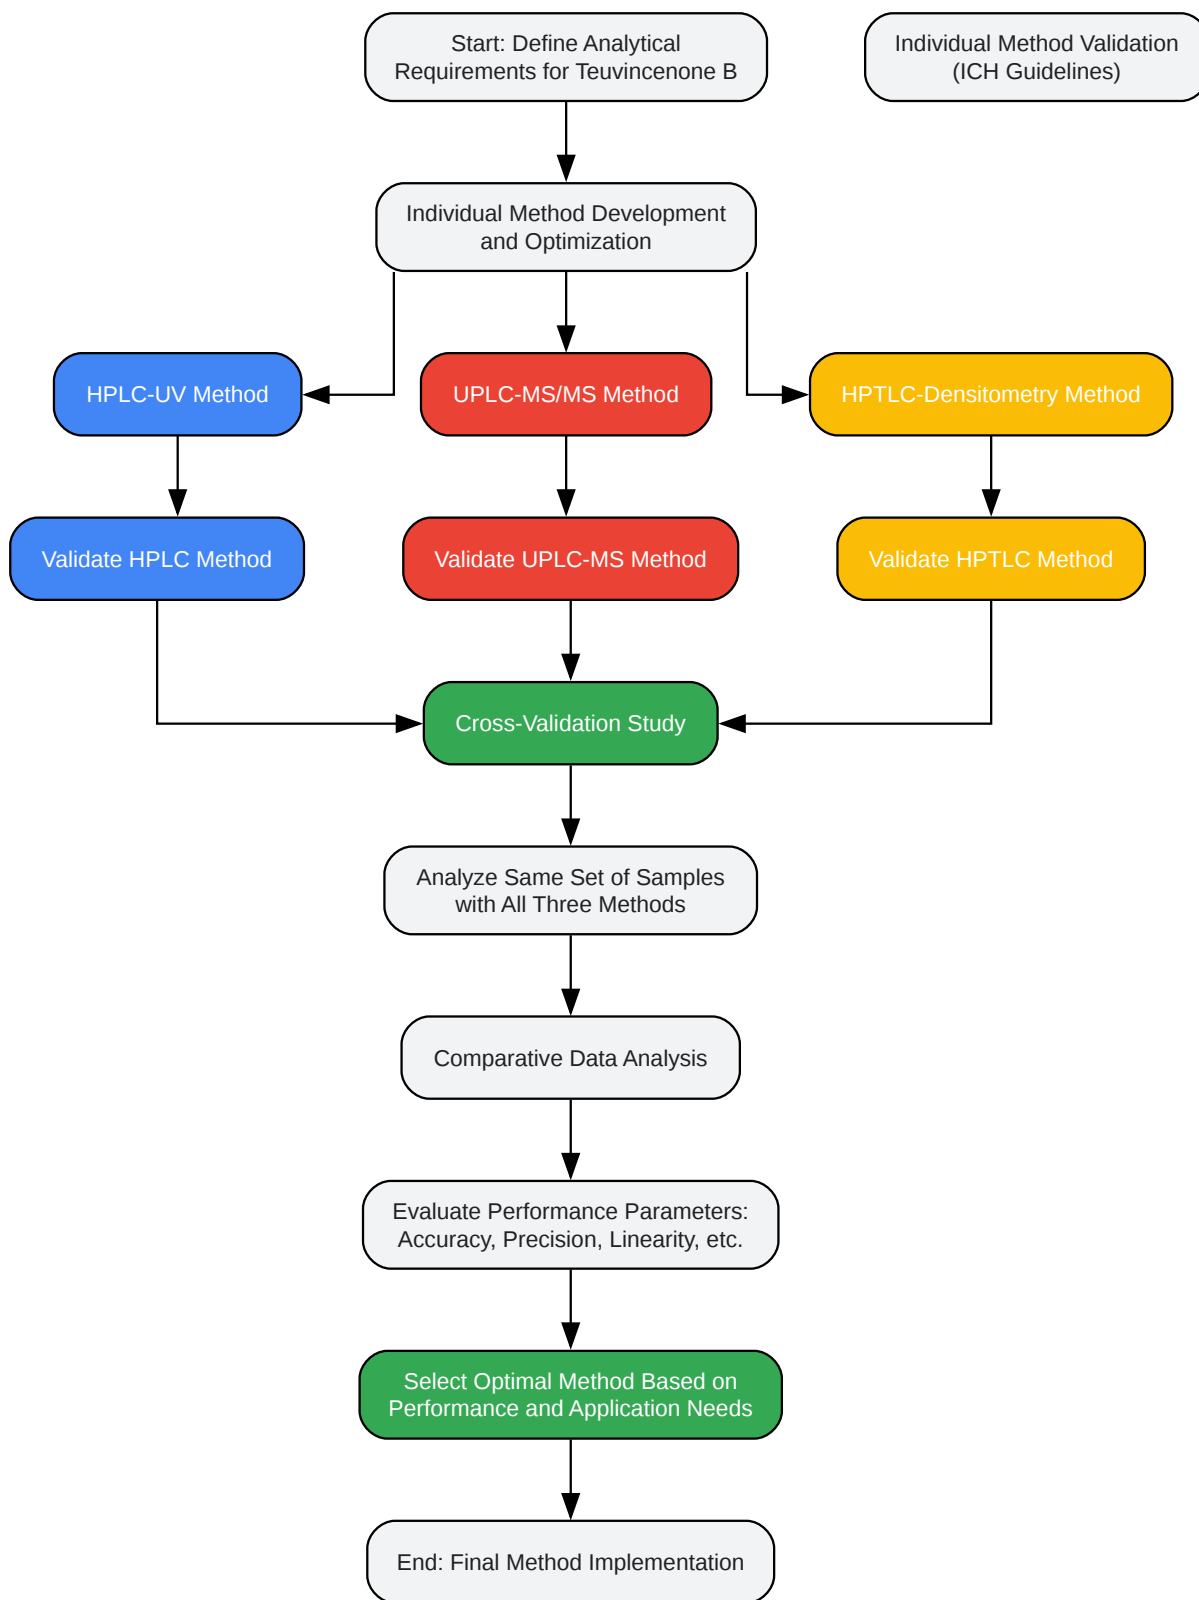 Start: Define Analytical
Requirements for Teuvincenone B
Individual Method Validation
(ICH Guidelines)
Individual Method Development
and Optimization
HPLC-UV Method
UPLC-MS/MS Method
HPTLC-Densitometry Method
Validate HPLC Method
Validate UPLC-MS Method
Validate HPTLC Method
Cross-Validation Study
Analyze Same Set of Samples
with All Three Methods
Comparative Data Analysis
Evaluate Performance Parameters:
Accuracy, Precision, Linearity, etc.
Select Optimal Method Based on
Performance and Application Needs
End: Final Method Implementation